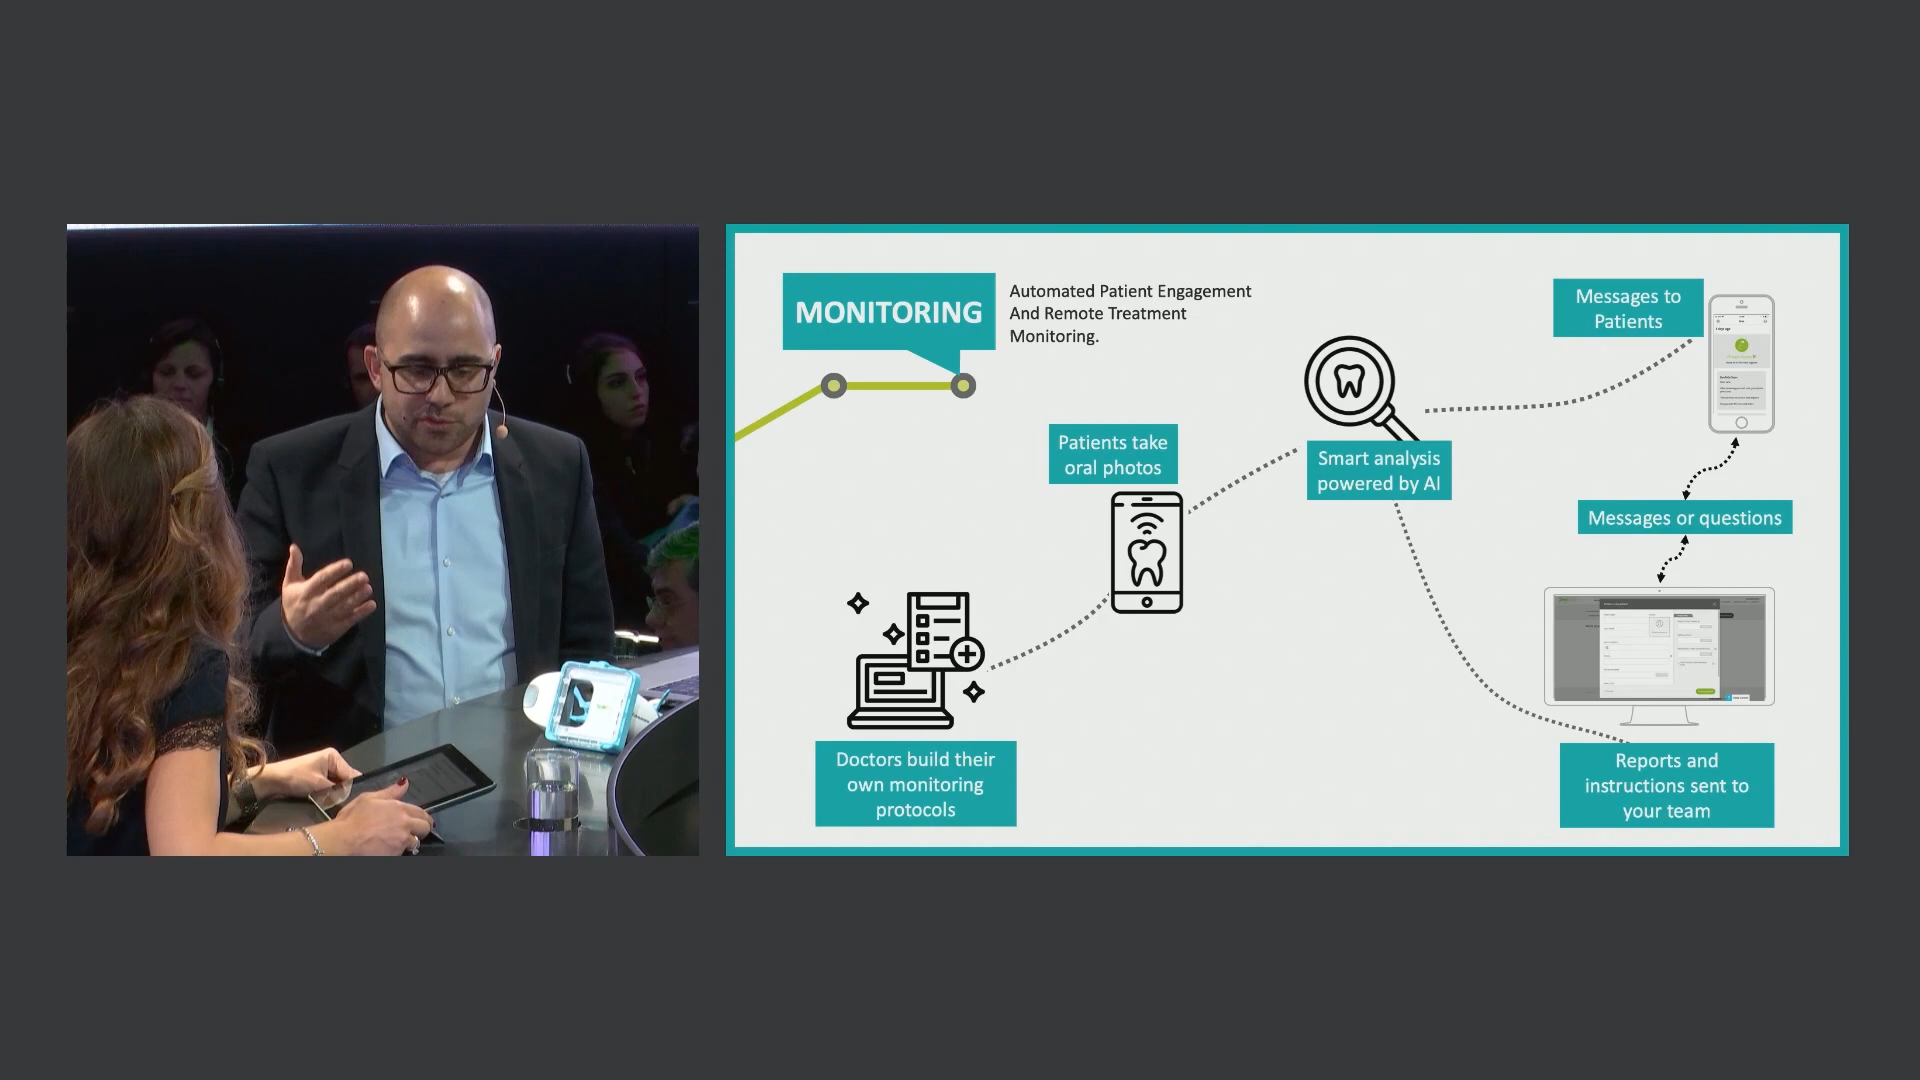 MONITORING
Automated Patient Engagement
And Remote Treatment
Monitoring.
Messages to
Patients
Patients take
oral photos
Smart analysis
powered by AI
Messages or questions
Doctors build their
own monitoring
protocols
Reports and
instructions sent to
your team